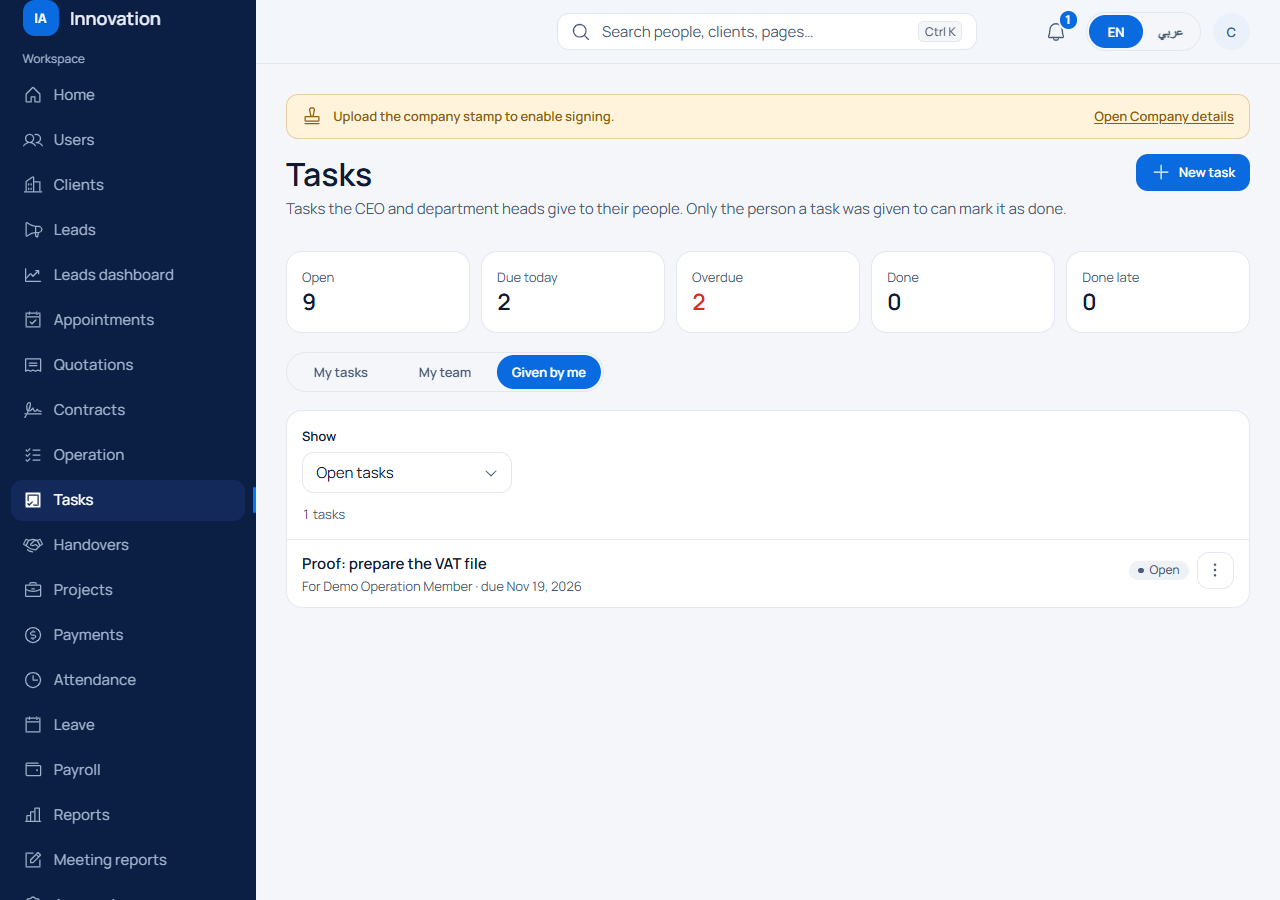 IA Innovation
Search people, clients, pages... Ctrl K
1
EN عربي C
Workspace
Home
Users
Clients
Leads
Leads dashboard
Appointments
Quotations
Contracts
Operation
Tasks
Handovers
Projects
Payments
Attendance
Leave
Payroll
Reports
Meeting reports
Upload the company stamp to enable signing. Open Company details
Tasks
New task
Tasks the CEO and department heads give to their people. Only the person a task was given to can mark it as done.
Open
9
Due today
2
Overdue
2
Done
0
Done late
0
My tasks My team Given by me
Show
Open tasks
1 tasks
Proof: prepare the VAT file
For Demo Operation Member · due Nov 19, 2026
Open